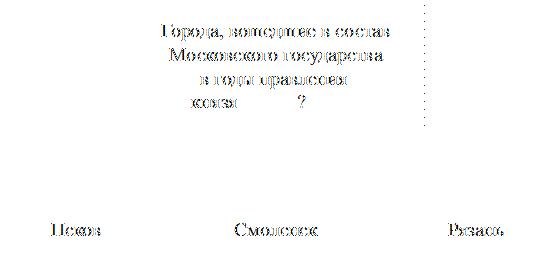 Города, вошедшие в состав
Московского государства
в годы правления
князя ?
Псков Смоленск Рязань